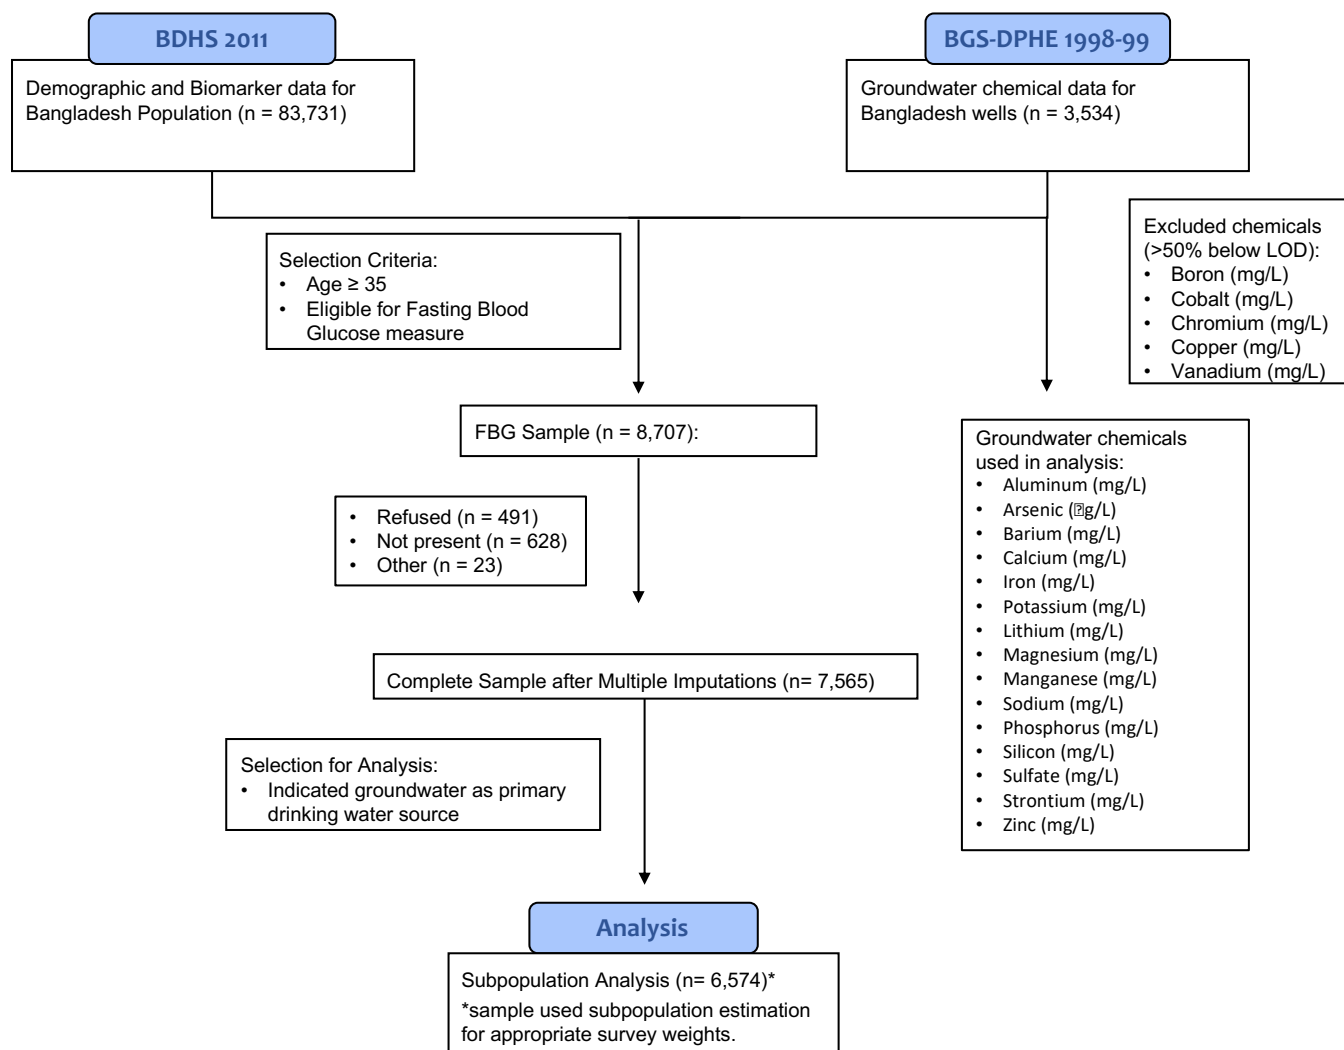 BDHS 2011
Demographic and Biomarker data for
Bangladesh Population (n = 83,731)
BGS-DPHE 1998-99
Groundwater chemical data for
Bangladesh wells (n = 3,534)
Selection Criteria:
• Age ≥ 35
• Eligible for Fasting Blood
Glucose measure
Excluded chemicals
(>50% below LOD):
• Boron (mg/L)
• Cobalt (mg/L)
• Chromium (mg/L)
• Copper (mg/L)
• Vanadium (mg/L)
FBG Sample (n = 8,707):
• Refused (n = 491)
• Not present (n = 628)
• Other (n = 23)
Groundwater chemicals
used in analysis:
• Aluminum (mg/L)
• Arsenic (⍰g/L)
• Barium (mg/L)
• Calcium (mg/L)
• Iron (mg/L)
• Potassium (mg/L)
• Lithium (mg/L)
• Magnesium (mg/L)
• Manganese (mg/L)
• Sodium (mg/L)
• Phosphorus (mg/L)
• Silicon (mg/L)
• Sulfate (mg/L)
• Strontium (mg/L)
• Zinc (mg/L)
Complete Sample after Multiple Imputations (n= 7,565)
Selection for Analysis:
• Indicated groundwater as primary
drinking water source
Analysis
Subpopulation Analysis (n= 6,574)*
*sample used subpopulation estimation
for appropriate survey weights.